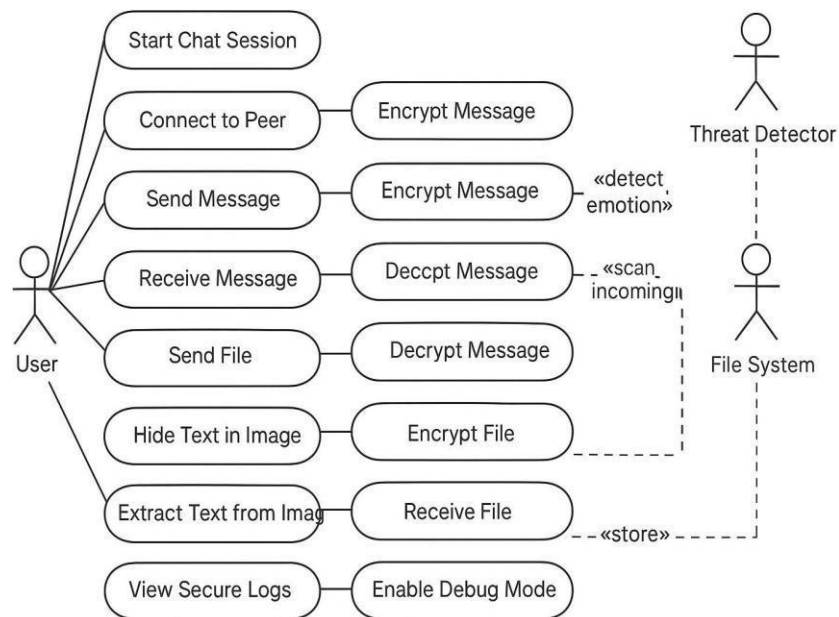 Start Chat Session
Connect to Peer
Encrypt Message
Threat Detector
Send Message
Encrypt Message
«detect
emotion»
Receive Message
Deccpt Message
«scan
incoming»
User
Send File
Decrypt Message
File System
Hide Text in Image
Encrypt File
Extract Text from Imag
Receive File
«store»
View Secure Logs
Enable Debug Mode